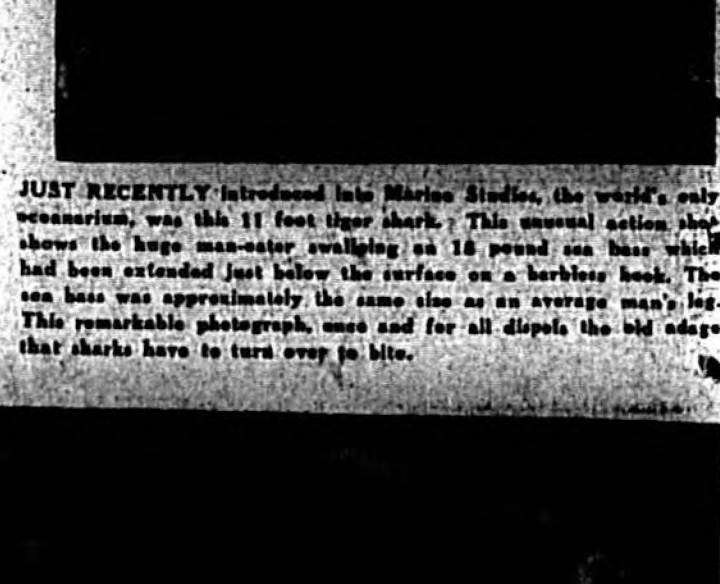 JUST RECENTLY introduced into Marine Studios, the world's only
oceanarium, was this 11 foot tiger shark. This unusual action shot
shows the huge man-eater swallping an 18 pound sea bass which
had been extended just below the surface on a barbless hook. The
sea bass was approximately the same size as an average man's leg.
This remarkable photograph, once and for all dispels the old adage
that sharks have to turn over to bite.